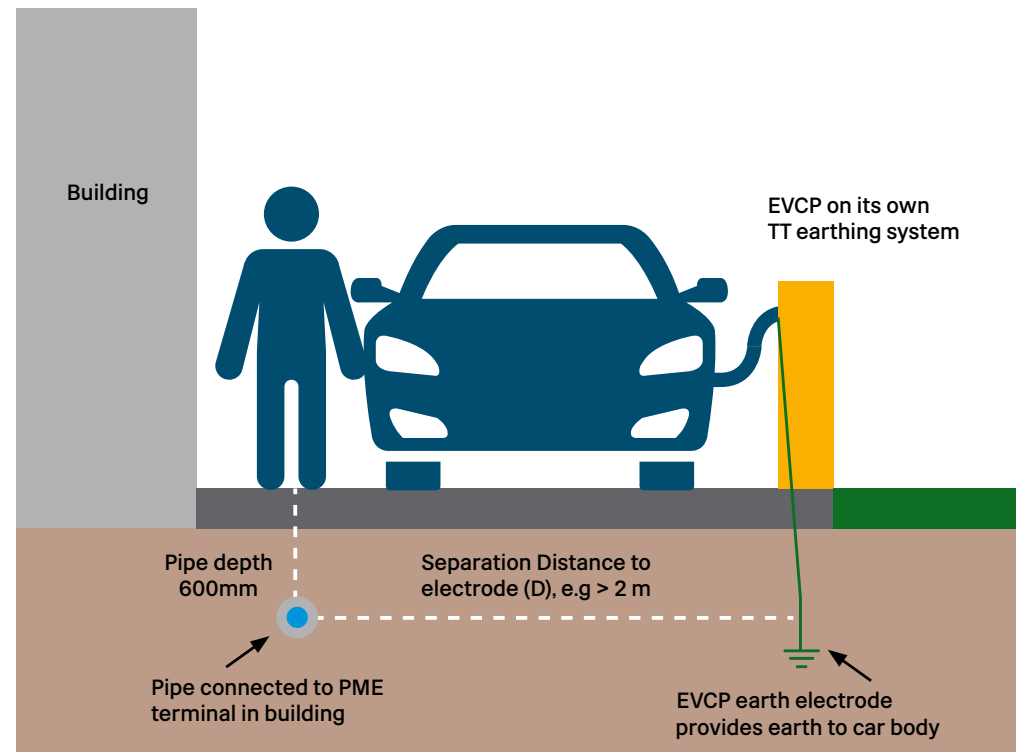 Building
EVCP on its own
TT earthing system
Pipe depth
600mm
Separation Distance to
electrode (D), e.g > 2 m
Pipe connected to PME
terminal in building
EVCP earth electrode
provides earth to car body